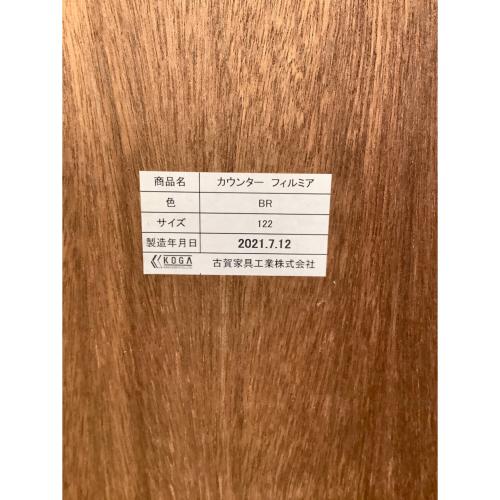 商品名 カウンター フィルミア
色 BR
サイズ 122
製造年月日 2021.7.12
KOGA 古賀家具工業株式会社